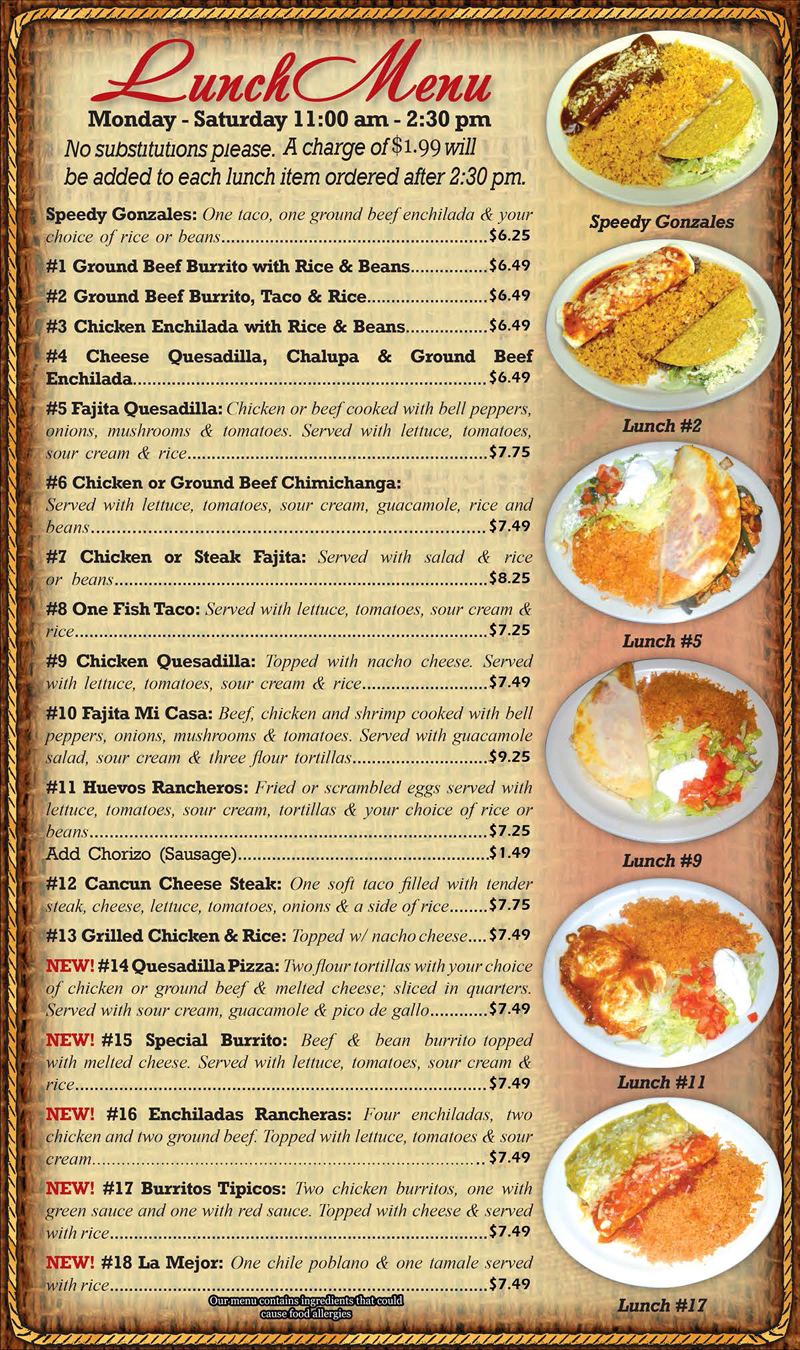 Lunch Menu
Monday - Saturday 11:00 am - 2:30 pm
No substitutions please. A charge of $1.99 will
be added to each lunch item ordered after 2:30 pm.
Speedy Gonzales: One taco, one ground beef enchilada & your
choice of rice or beans......................................................$6.25
#1 Ground Beef Burrito with Rice & Beans................$6.49
#2 Ground Beef Burrito, Taco & Rice.........................$6.49
#3 Chicken Enchilada with Rice & Beans.................$6.49
#4 Cheese Quesadilla, Chalupa & Ground Beef
Enchilada........................................................................$6.49
#5 Fajita Quesadilla: Chicken or beef cooked with bell peppers,
onions, mushrooms & tomatoes. Served with lettuce, tomatoes,
sour cream & rice.............................................................$7.75
#6 Chicken or Ground Beef Chimichanga:
Served with lettuce, tomatoes, sour cream, guacamole, rice and
beans................................................................................$7.49
#7 Chicken or Steak Fajita: Served with salad & rice
or beans............................................................................$8.25
#8 One Fish Taco: Served with lettuce, tomatoes, sour cream &
rice....................................................................................$7.25
#9 Chicken Quesadilla: Topped with nacho cheese. Served
with lettuce, tomatoes, sour cream & rice..........................$7.49
#10 Fajita Mi Casa: Beef, chicken and shrimp cooked with bell
peppers, onions, mushrooms & tomatoes. Served with guacamole
salad, sour cream & three flour tortillas............................$9.25
#11 Huevos Rancheros: Fried or scrambled eggs served with
lettuce, tomatoes, sour cream, tortillas & your choice of rice or
beans.................................................................................$7.25
Add Chorizo (Sausage)...................................................$1.49
#12 Cancun Cheese Steak: One soft taco filled with tender
steak, cheese, lettuce, tomatoes, onions & a side of rice........$7.75
#13 Grilled Chicken & Rice: Topped w/ nacho cheese....$7.49
NEW! #14 Quesadilla Pizza: Two flour tortillas with your choice
of chicken or ground beef & melted cheese; sliced in quarters.
Served with sour cream, guacamole & pico de gallo............$7.49
NEW! #15 Special Burrito: Beef & bean burrito topped
with melted cheese. Served with lettuce, tomatoes, sour cream &
rice....................................................................................$7.49
NEW! #16 Enchiladas Rancheras: Four enchiladas, two
chicken and two ground beef. Topped with lettuce, tomatoes & sour
cream................................................................................$7.49
NEW! #17 Burritos Tipicos: Two chicken burritos, one with
green sauce and one with red sauce. Topped with cheese & served
with rice.............................................................................$7.49
NEW! #18 La Mejor: One chile poblano & one tamale served
with rice.............................................................................$7.49
Our menu contains ingredients that could
cause food allergies
Speedy Gonzales
Lunch #2
Lunch #5
Lunch #9
Lunch #11
Lunch #17